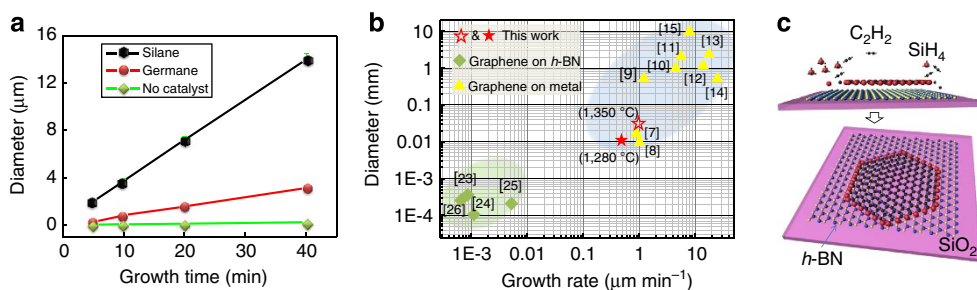 a
16
12
8
4
0
0
10
20
30
40
Diameter (μm)
Growth time (min)
Silane
Germane
No catalyst
b
10
1
0.1
0.01
1E-3
1E-4
1E-3
0.01
0.1
1
10
100
Diameter (mm)
Growth rate (μm min⁻¹)
& This work
Graphene on h-BN
Graphene on metal
[15]
[13]
[11]
[10]
[9]
[12]
[14]
(1,350 °C)
[7]
(1,280 °C)
[8]
[23]
[25]
[24]
[26]
c
C₂H₂
SiH₄
h-BN
SiO₂